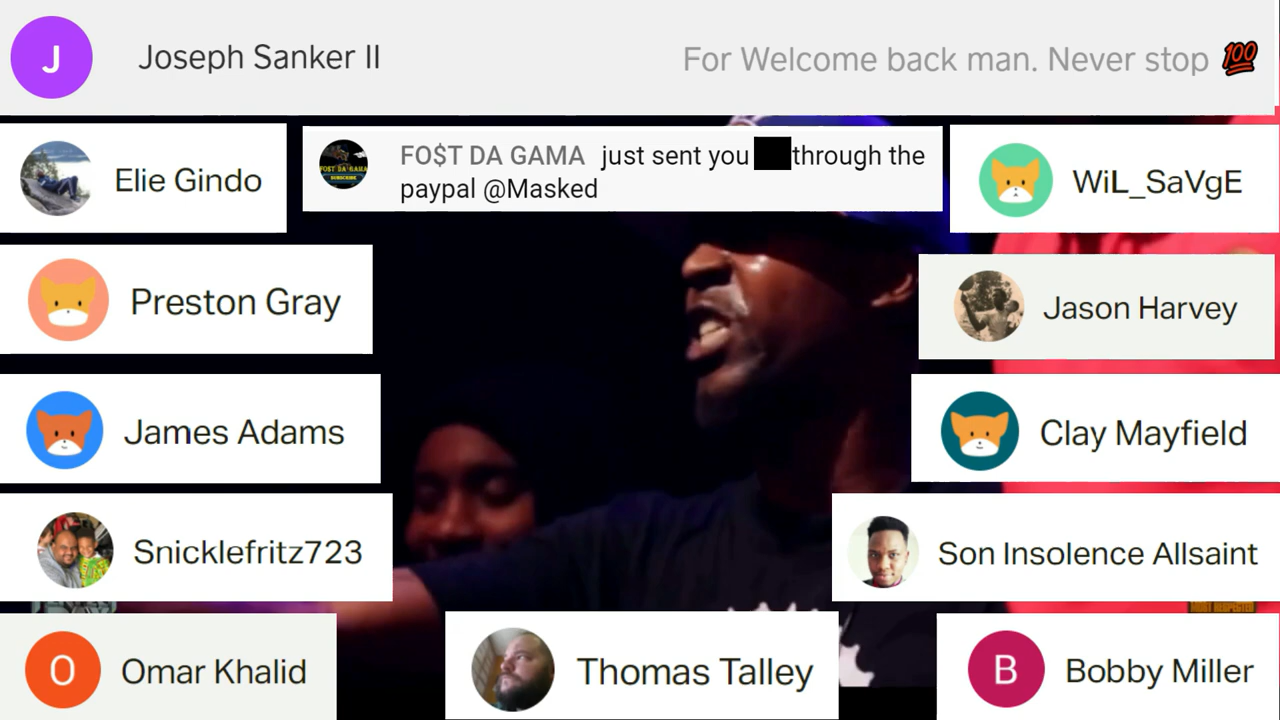 J
Joseph Sanker II
For Welcome back man. Never stop 💯
Elie Gindo
FO$T DA GAMA just sent you through the
paypal @Masked
WiL_SaVgE
Preston Gray
Jason Harvey
James Adams
Clay Mayfield
Snicklefritz723
Son Insolence Allsaint
O
Omar Khalid
Thomas Talley
B
Bobby Miller